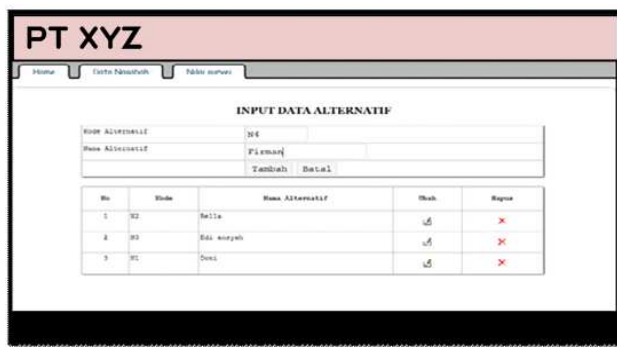 PT XYZ
Home Data Nasabah Nilai survei
INPUT DATA ALTERNATIF
Kode Alternatif N4
Nama Alternatif Firman
Tambah Batal
No Kode Nama Alternatif Ubah Hapus
1 N2 Bella
2 N3 Edi
3 N1 Doni